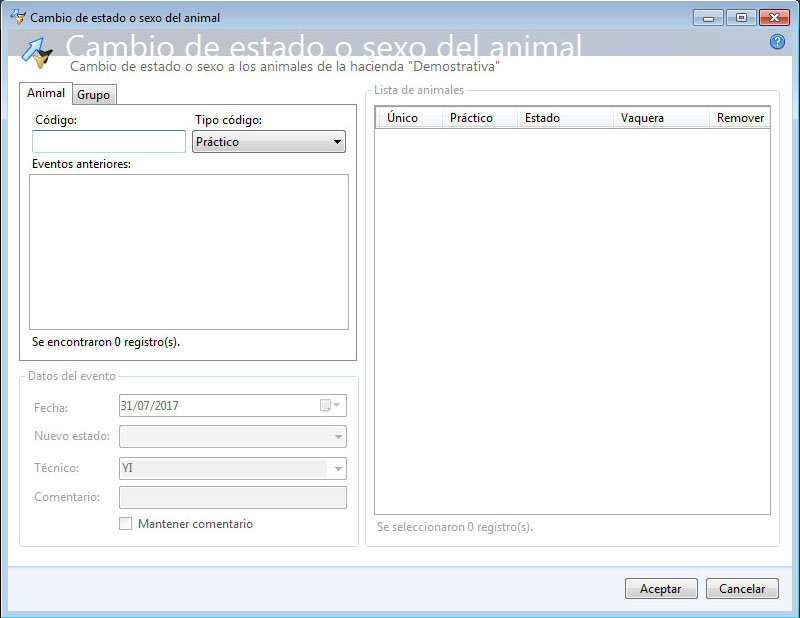 Cambio de estado o sexo del animal
Cambio de estado o sexo del animal
Cambio de estado o sexo a los animales de la hacienda "Demostrativa"
Animal Grupo
Código: Tipo código:
Práctico
Eventos anteriores:
Se encontraron 0 registro(s).
Datos del evento
Fecha: 31/07/2017
Nuevo estado:
Técnico: YI
Comentario:
Mantener comentario
Lista de animales
Único Práctico Estado Vaquera Remover
Se seleccionaron 0 registro(s).
Aceptar Cancelar